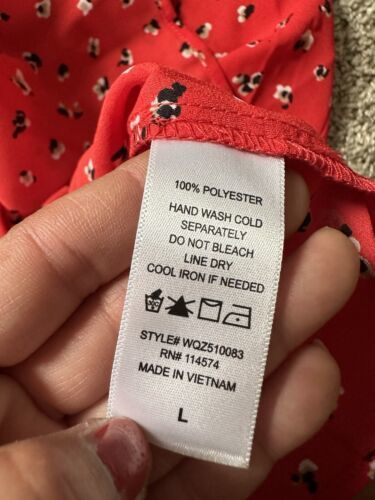 100% POLYESTER
HAND WASH COLD
SEPARATELY
DO NOT BLEACH
LINE DRY
COOL IRON IF NEEDED
STYLE# WQZ510083
RN# 114574
MADE IN VIETNAM
L